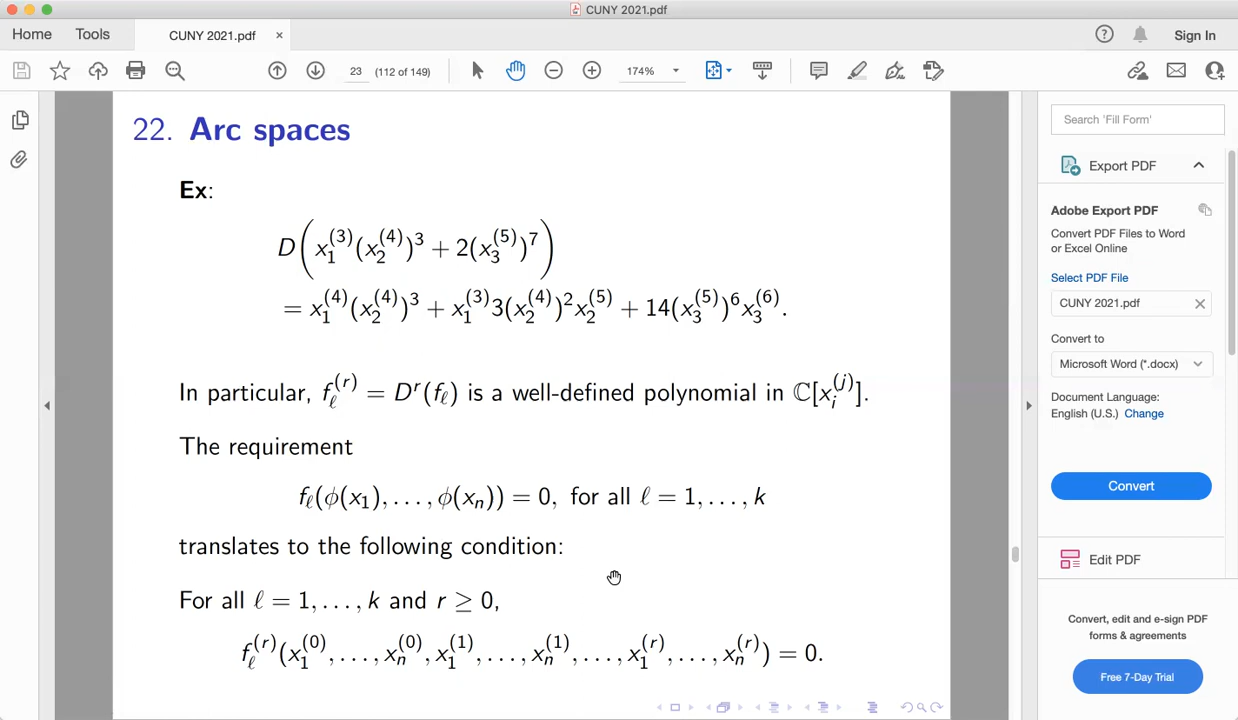 CUNY 2021.pdf
Home Tools CUNY 2021.pdf × Sign In
23 (112 of 149) 174%
22. Arc spaces
Ex:
D(x_1^{(3)}(x_2^{(4)})^3 + 2(x_3^{(5)})^7)
= x_1^{(4)}(x_2^{(4)})^3 + x_1^{(3)}3(x_2^{(4)})^2x_2^{(5)} + 14(x_3^{(5)})^6x_3^{(6)}.
In particular, f_ℓ^{(r)} = D^r(f_ℓ) is a well-defined polynomial in ℂ[x_i^{(j)}].
The requirement
f_ℓ(ϕ(x_1), . . . , ϕ(x_n)) = 0, for all ℓ = 1, . . . , k
translates to the following condition:
For all ℓ = 1, . . . , k and r ≥ 0,
f_ℓ^{(r)}(x_1^{(0)}, . . . , x_n^{(0)}, x_1^{(1)}, . . . , x_n^{(1)}, . . . , x_1^{(r)}, . . . , x_n^{(r)}) = 0.
Search 'Fill Form'
Export PDF
Adobe Export PDF
Convert PDF Files to Word
or Excel Online
Select PDF File
CUNY 2021.pdf
Convert to
Microsoft Word (*.docx)
Document Language:
English (U.S.) Change
Convert
Edit PDF
Convert, edit and e-sign PDF
forms & agreements
Free 7-Day Trial